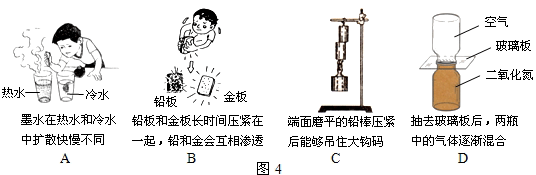 热水
冷水
墨水在热水和冷水
中扩散快慢不同
A
铅板
金板
铅板和金板长时间压紧在
一起，铅和金会互相渗透
B
端面磨平的铅棒压紧
后能够吊住大钩码
C
空气
玻璃板
二氧化氮
抽去玻璃板后，两瓶
中的气体逐渐混合
D
图4